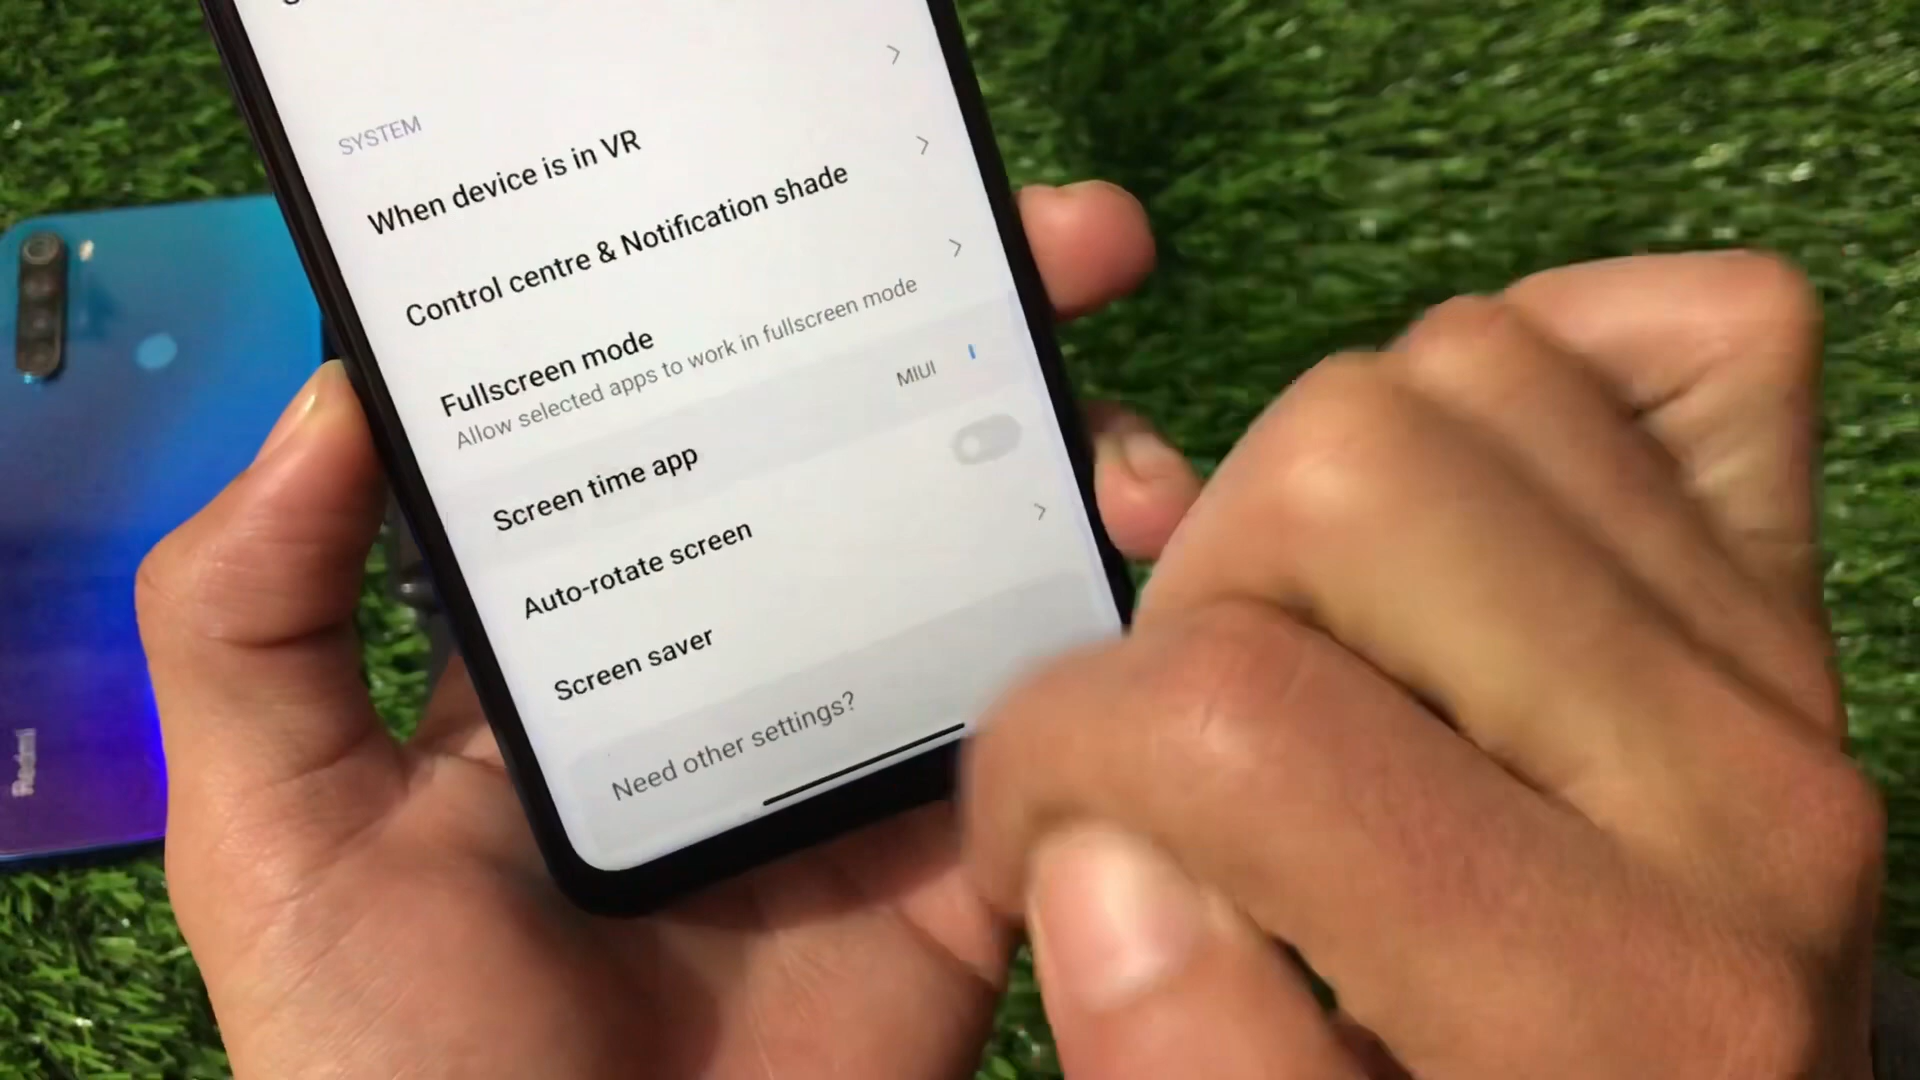 SYSTEM
When device is in VR
Control centre & Notification shade
Fullscreen mode
Allow selected apps to work in fullscreen mode
Screen time app
MIUI
Auto-rotate screen
Screen saver
Need other settings?
Redmi